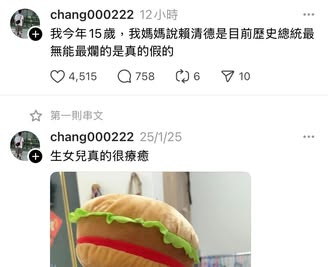 chang000222 12小時
我今年15歲，我媽媽說賴清德是目前歷史總統最
無能最爛的是真的假的
4,515 758 6 10
第一則串文
chang000222 25/1/25
生女兒真的很療癒